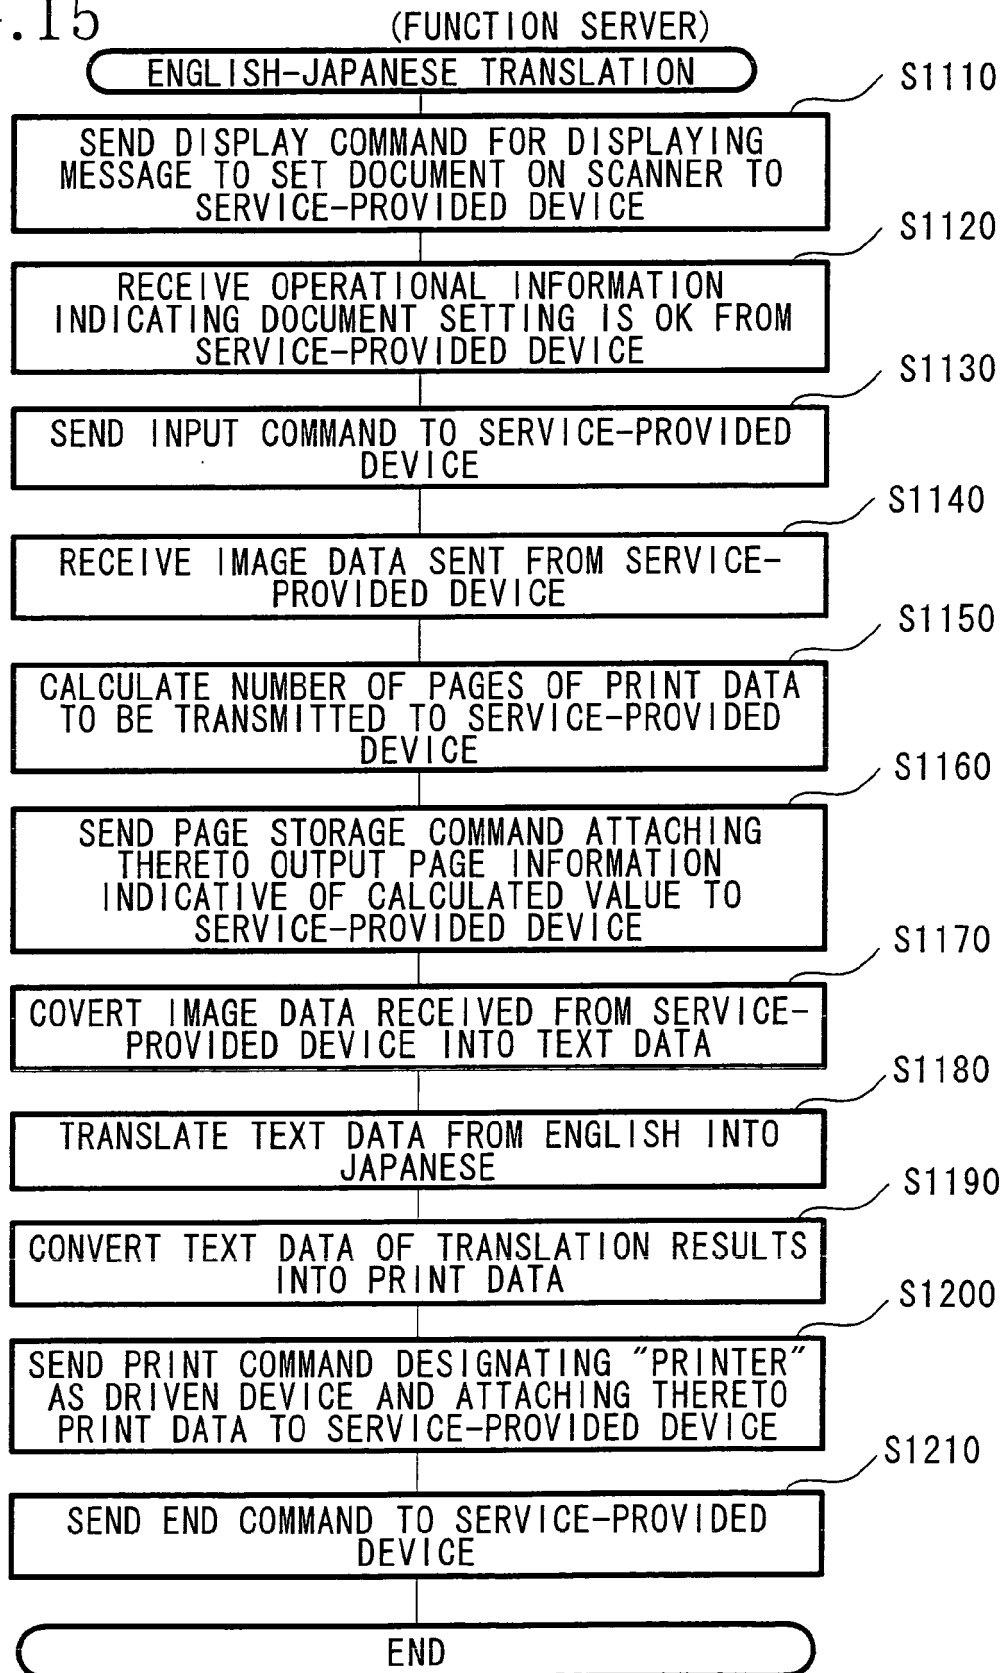 .15
(FUNCTION SERVER)
ENGLISH-JAPANESE TRANSLATION
S1110
SEND DISPLAY COMMAND FOR DISPLAYING
MESSAGE TO SET DOCUMENT ON SCANNER TO
SERVICE-PROVIDED DEVICE
S1120
RECEIVE OPERATIONAL INFORMATION
INDICATING DOCUMENT SETTING IS OK FROM
SERVICE-PROVIDED DEVICE
S1130
SEND INPUT COMMAND TO SERVICE-PROVIDED
DEVICE
S1140
RECEIVE IMAGE DATA SENT FROM SERVICE-
PROVIDED DEVICE
S1150
CALCULATE NUMBER OF PAGES OF PRINT DATA
TO BE TRANSMITTED TO SERVICE-PROVIDED
DEVICE
S1160
SEND PAGE STORAGE COMMAND ATTACHING
THERETO OUTPUT PAGE INFORMATION
INDICATIVE OF CALCULATED VALUE TO
SERVICE-PROVIDED DEVICE
S1170
COVERT IMAGE DATA RECEIVED FROM SERVICE-
PROVIDED DEVICE INTO TEXT DATA
S1180
TRANSLATE TEXT DATA FROM ENGLISH INTO
JAPANESE
S1190
CONVERT TEXT DATA OF TRANSLATION RESULTS
INTO PRINT DATA
S1200
SEND PRINT COMMAND DESIGNATING "PRINTER"
AS DRIVEN DEVICE AND ATTACHING THERETO
PRINT DATA TO SERVICE-PROVIDED DEVICE
S1210
SEND END COMMAND TO SERVICE-PROVIDED
DEVICE
END